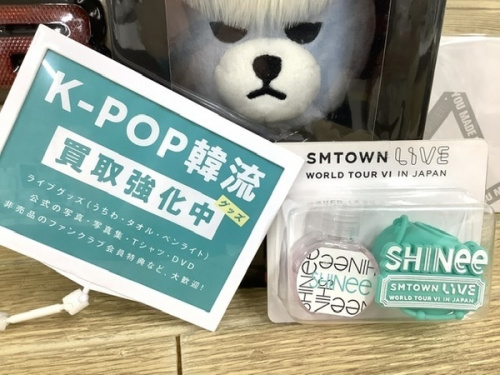 K-POP韓流
グッズ
買取強化中
ライブグッズ(うちわ・タオル・ペンライト)
公式の写真・写真集・Tシャツ・DVD
非売品のファンクラブ会員特典など、大歓迎!
SMTOWN LIVE
WORLD TOUR VI IN JAPAN
SHINee
SHINee
SMTOWN LIVE
WORLD TOUR VI IN JAPAN
YOU MADE